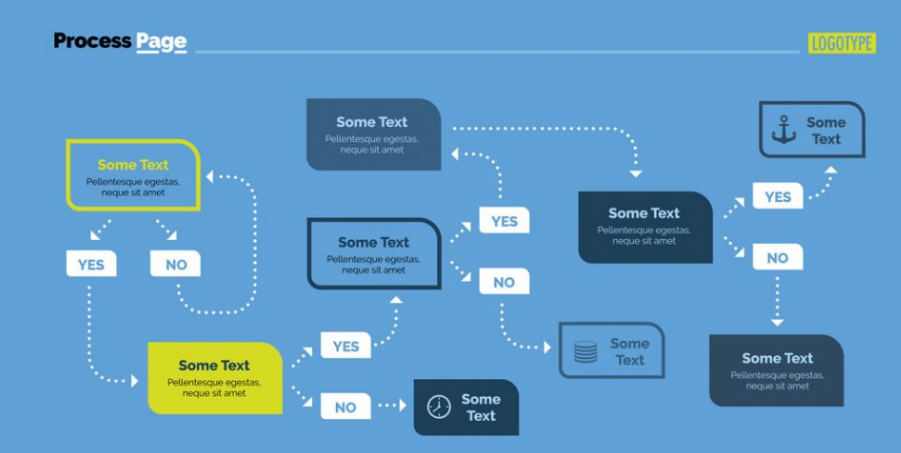 Process Page
LOGOTYPE
Some Text
Pellentesque egestas,
neque sit amet
YES
NO
Some Text
Pellentesque egestas,
neque sit amet
YES
NO
Some
Text
Some Text
Pellentesque egestas,
neque sit amet
YES
NO
Some
Text
Some Text
Pellentesque egestas,
neque sit amet
Some Text
Pellentesque egestas,
neque sit amet
YES
NO
Some
Text
Some Text
Pellentesque egestas,
neque sit amet